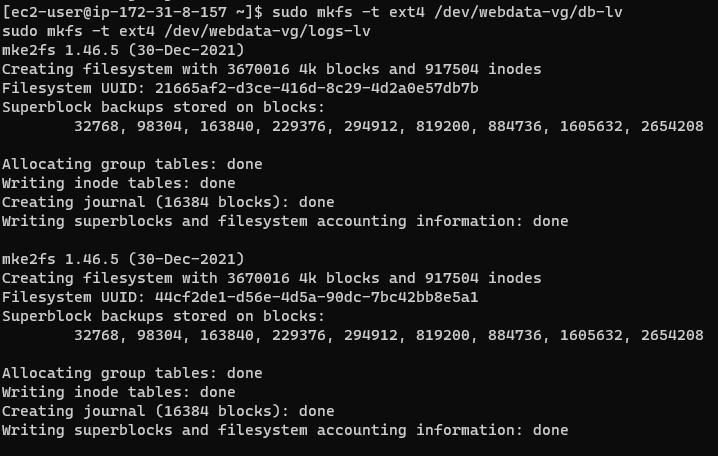 [ec2-user@ip-172-31-8-157 ~]$ sudo mkfs -t ext4 /dev/webdata-vg/db-lv
sudo mkfs -t ext4 /dev/webdata-vg/logs-lv
mke2fs 1.46.5 (30-Dec-2021)
Creating filesystem with 3670016 4k blocks and 917504 inodes
Filesystem UUID: 21665af2-d3ce-416d-8c29-4d2a0e57db7b
Superblock backups stored on blocks:
        32768, 98304, 163840, 229376, 294912, 819200, 884736, 1605632, 2654208

Allocating group tables: done
Writing inode tables: done
Creating journal (16384 blocks): done
Writing superblocks and filesystem accounting information: done

mke2fs 1.46.5 (30-Dec-2021)
Creating filesystem with 3670016 4k blocks and 917504 inodes
Filesystem UUID: 44cf2de1-d56e-4d5a-90dc-7bc42bb8e5a1
Superblock backups stored on blocks:
        32768, 98304, 163840, 229376, 294912, 819200, 884736, 1605632, 2654208

Allocating group tables: done
Writing inode tables: done
Creating journal (16384 blocks): done
Writing superblocks and filesystem accounting information: done